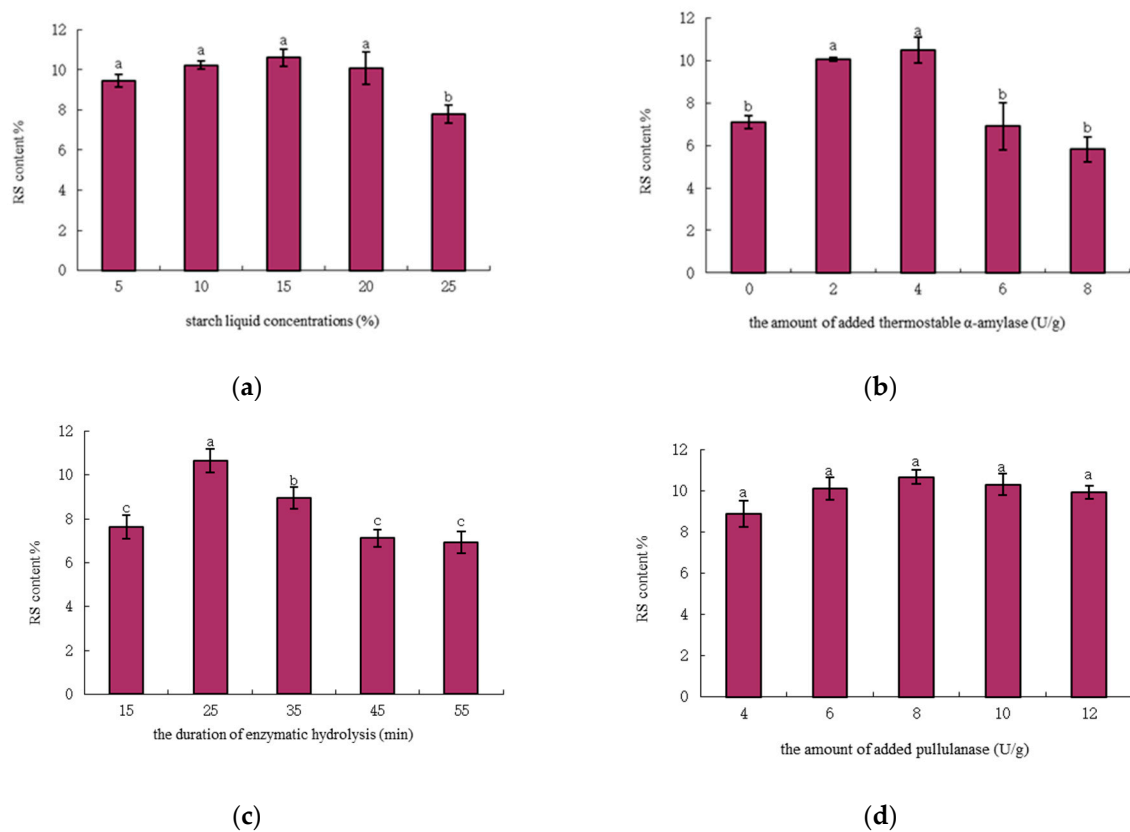 12
10
8
6
4
2
0
RS content %
a
a
a
a
b
5 10 15 20 25
starch liquid concentrations (%)
(a)
12
10
8
6
4
2
0
RS content %
b
a
a
b
b
0 2 4 6 8
the amount of added thermostable α-amylase (U/g)
(b)
12
10
8
6
4
2
0
RS content %
c
a
b
c
c
15 25 35 45 55
the duration of enzymatic hydrolysis (min)
(c)
12
10
8
6
4
2
0
RS content %
a
a
a
a
a
4 6 8 10 12
the amount of added pullulanase (U/g)
(d)